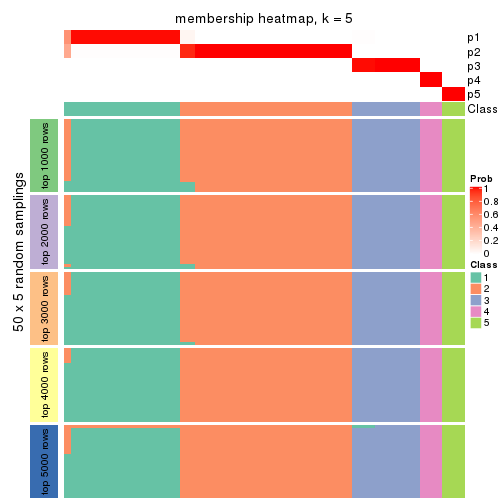 membership heatmap, k = 5
p1
p2
p3
p4
p5
Class
50 x 5 random samplings
top 1000 rows
top 2000 rows
top 3000 rows
top 4000 rows
top 5000 rows
Prob
1
0.8
0.6
0.4
0.2
0
Class
1
2
3
4
5